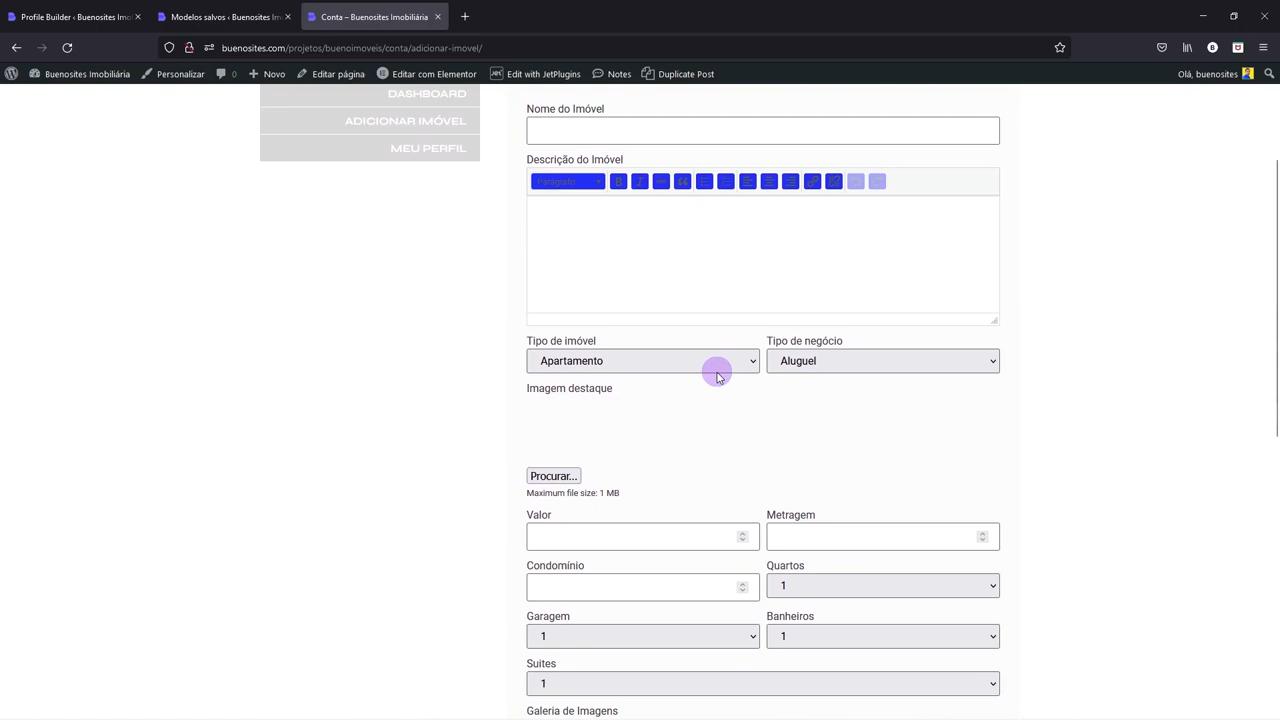 Profile Builder ‹ Buenosites Imo
Modelos salvos ‹ Buenosites Im
Conta – Buenosites Imobiliária
buenosites.com/projetos/buenoimoveis/conta/adicionar-imovel/
Buenosites Imobiliária Personalizar 0 Novo Editar página Editar com Elementor Edit with JetPlugins Notes Duplicate Post Olá, buenosites
DASHBOARD
ADICIONAR IMÓVEL
MEU PERFIL
Nome do Imóvel
Descrição do Imóvel
Parágrafo
Tipo de imóvel Tipo de negócio
Apartamento Aluguel
Imagem destaque
Procurar...
Maximum file size: 1 MB
Valor Metragem
Condomínio Quartos
1
Garagem Banheiros
1 1
Suites
1
Galeria de Imagens